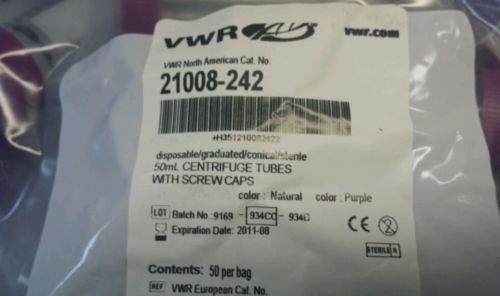 VWR
vwr.com
VWR North American Cat. No.
21008-242
disposable/graduated/conical/sterile
50mL CENTRIFUGE TUBES
WITH SCREW CAPS
color : Natural color : Purple
LOT Batch No : 9169 - 934CC - 934D
Expiration Date: 2011-08
CE
STERILE R
Contents: 50 per bag
REF VWR European Cat. No.